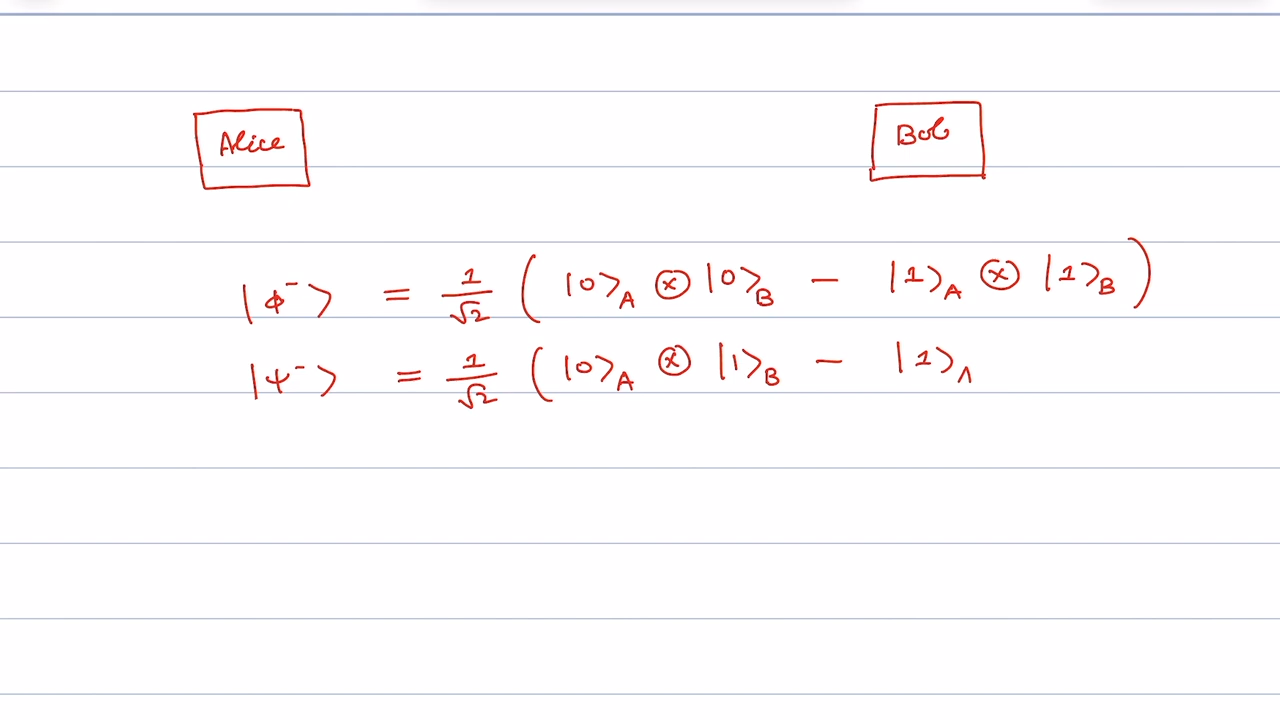 Alice Bob
|ϕ⁻⟩ = 1/√2 ( |0⟩_A ⊗ |0⟩_B − |1⟩_A ⊗ |1⟩_B )
|ψ⁻⟩ = 1/√2 ( |0⟩_A ⊗ |1⟩_B − |1⟩